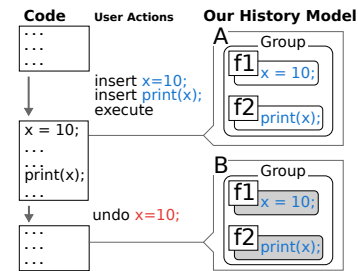 Code User Actions Our History Model
. . .
. . .
. . .
insert x=10;
insert print(x);
execute
A
Group
f1
x = 10;
f2
print(x);
x = 10;
. . .
. . .
print(x);
. . .
undo x=10;
. . .
. . .
. . .
B
Group
f1
x = 10;
f2
print(x);